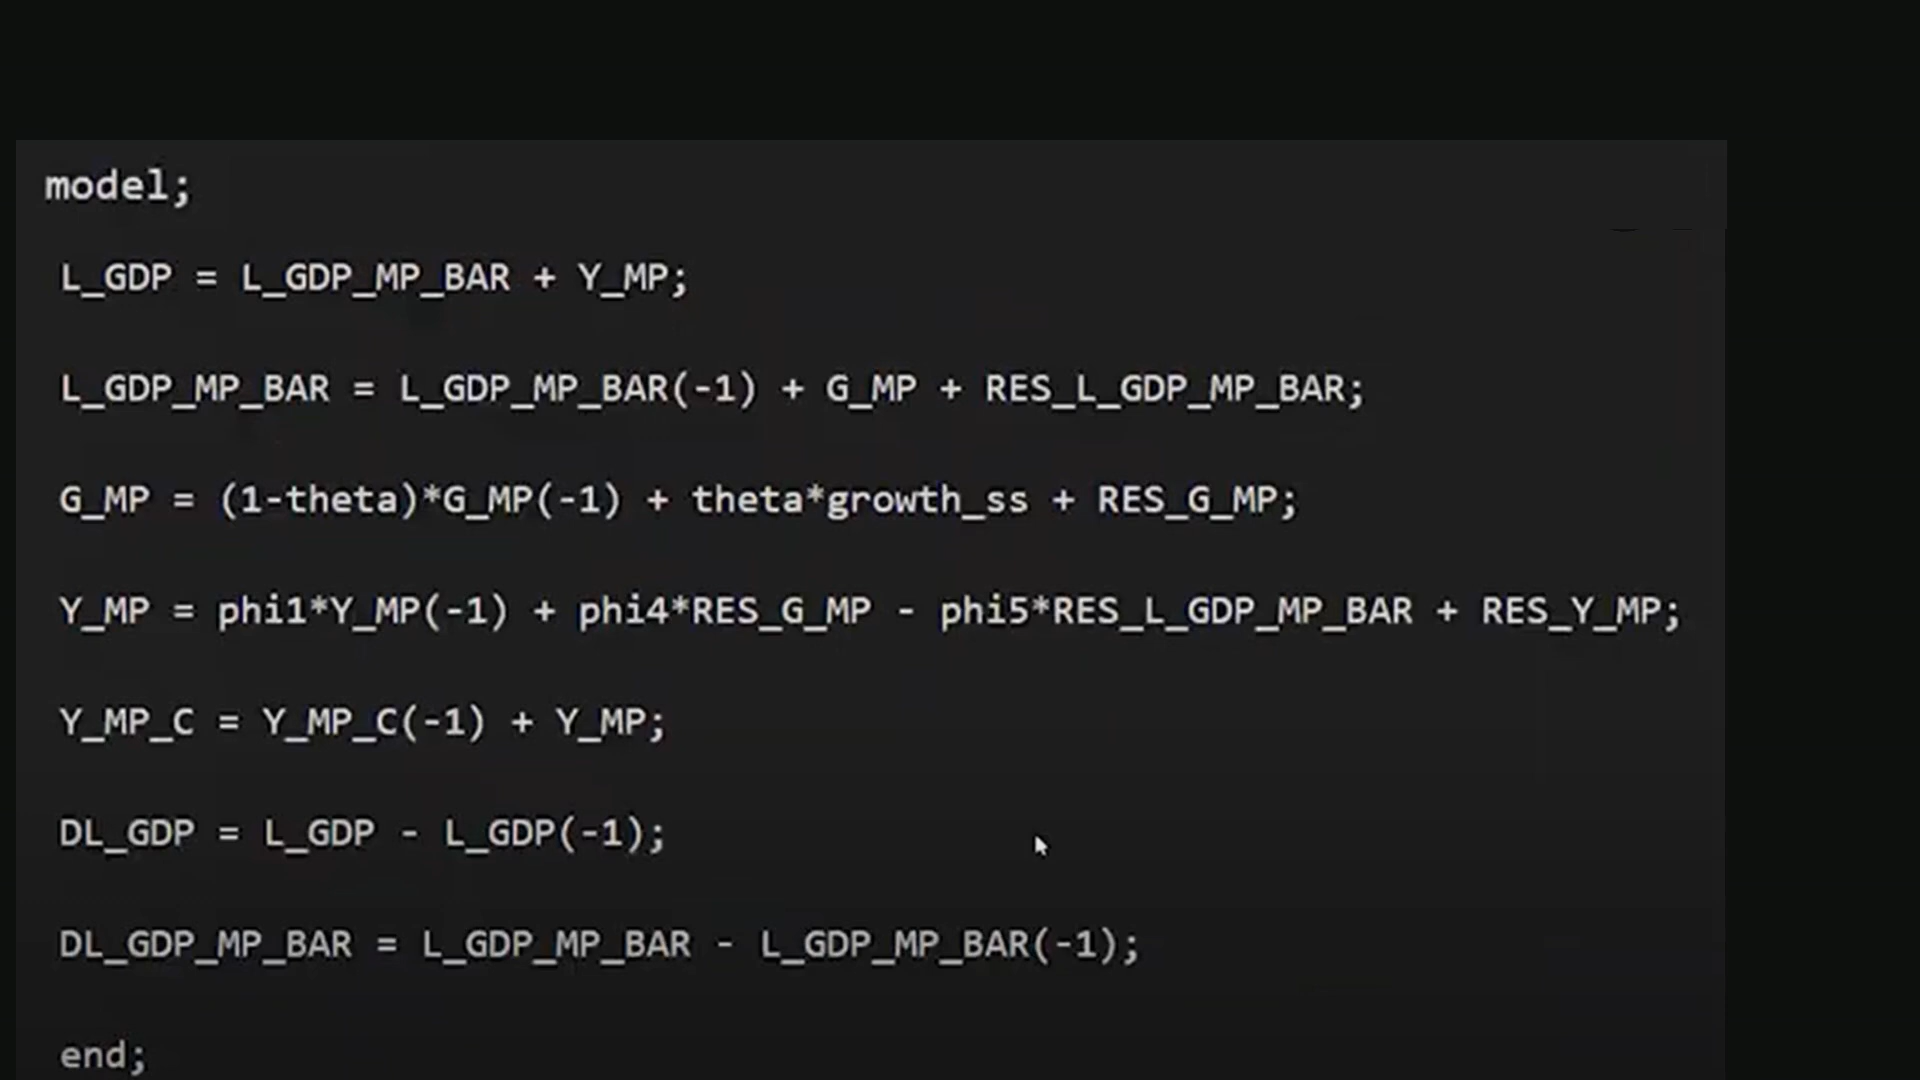 model;
L_GDP = L_GDP_MP_BAR + Y_MP;
L_GDP_MP_BAR = L_GDP_MP_BAR(-1) + G_MP + RES_L_GDP_MP_BAR;
G_MP = (1-theta)*G_MP(-1) + theta*growth_ss + RES_G_MP;
Y_MP = phi1*Y_MP(-1) + phi4*RES_G_MP - phi5*RES_L_GDP_MP_BAR + RES_Y_MP;
Y_MP_C = Y_MP_C(-1) + Y_MP;
DL_GDP = L_GDP - L_GDP(-1);
DL_GDP_MP_BAR = L_GDP_MP_BAR - L_GDP_MP_BAR(-1);
end;